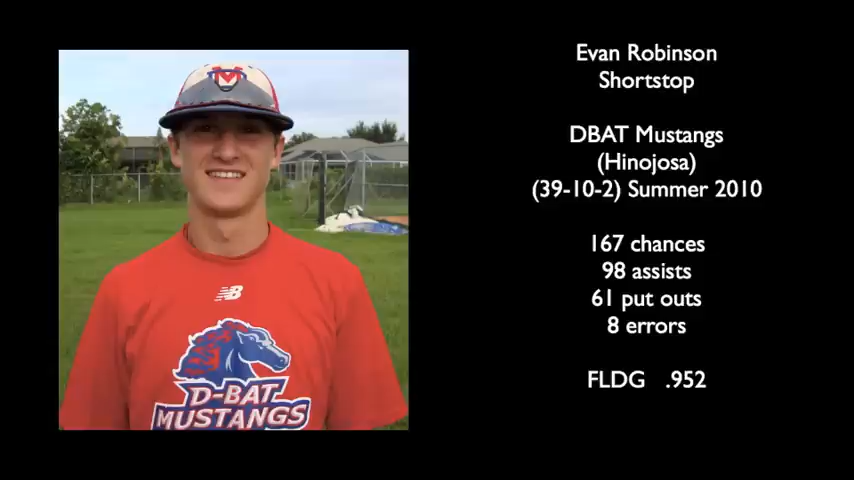 Evan Robinson
Shortstop
DBAT Mustangs
(Hinojosa)
(39-10-2) Summer 2010
167 chances
98 assists
61 put outs
8 errors
FLDG .952
M
NB
D-BAT
MUSTANGS